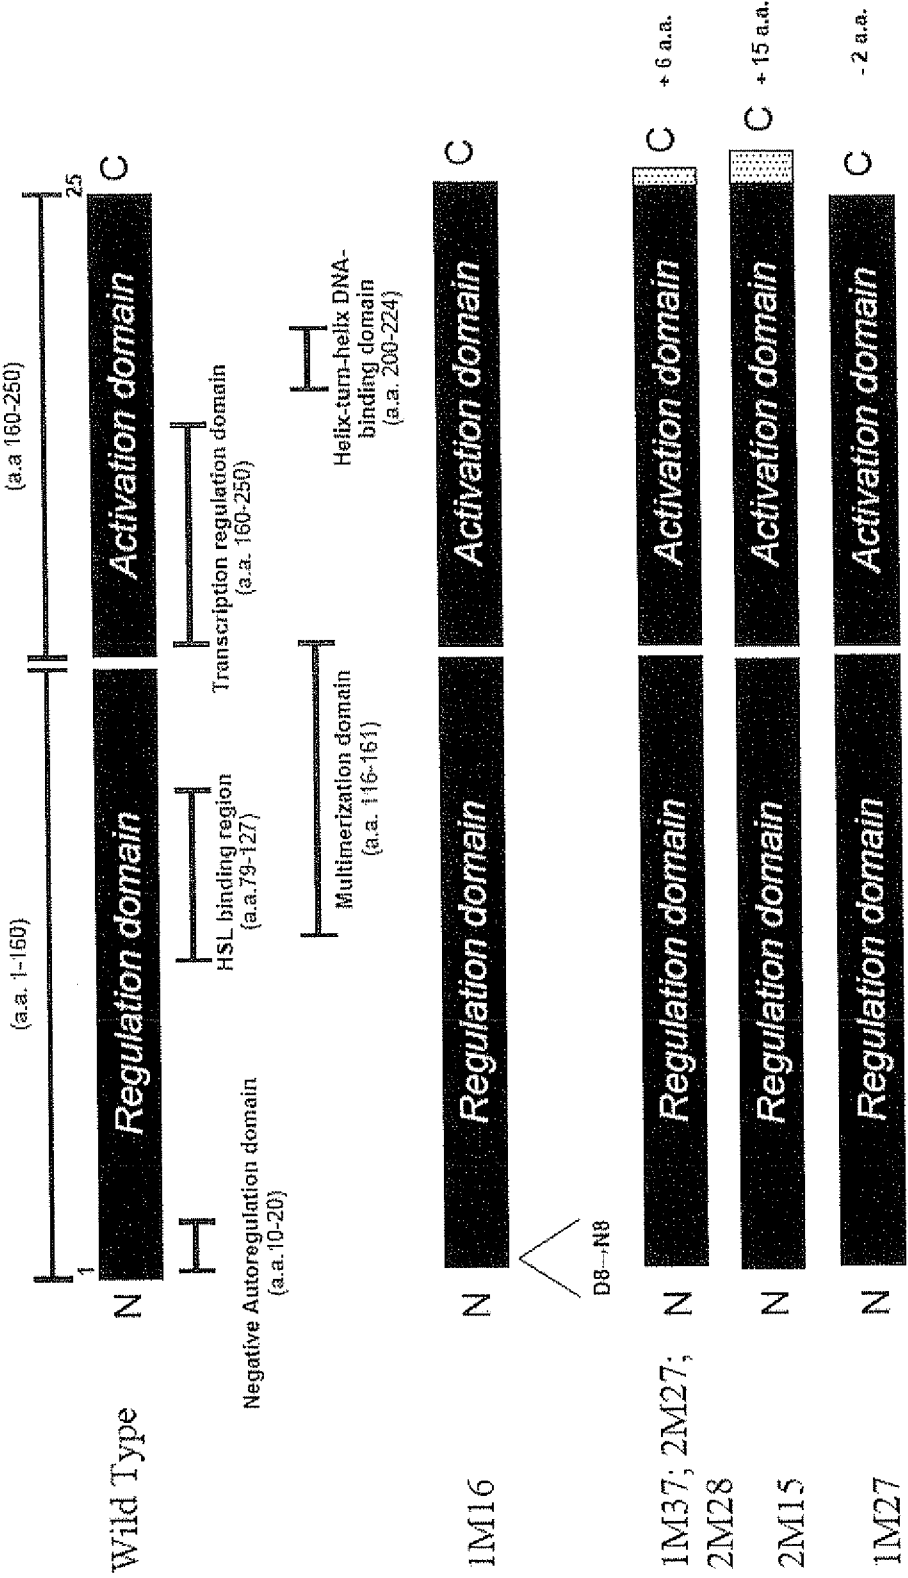 (a.a. 1-160)
(a.a 160-250)
1
25
Wild Type
N
Regulation domain
Activation domain
C
Negative Autoregulation domain
(a.a.10-20)
HSL binding region
(a.a.79-127)
Transcription regulation domain
(a.a. 160-250)
Multimerization domain
(a.a. 116-161)
Helix-turn-helix DNA-
binding domain
(a.a. 200-224)
1M16
N
Regulation domain
Activation domain
C
D8→N8
1M37; 2M27;
2M28
N
Regulation domain
Activation domain
C
+ 6 a.a.
2M15
N
Regulation domain
Activation domain
C
+ 15 a.a.
1M27
N
Regulation domain
Activation domain
C
- 2 a.a.